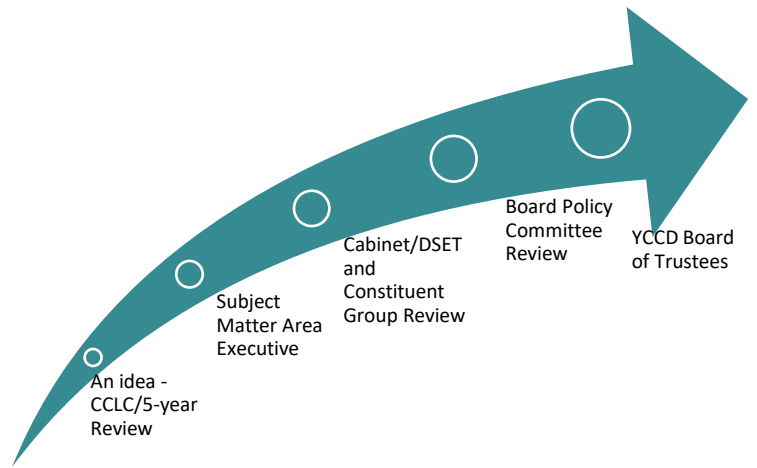 An idea -
CCLC/5-year
Review
Subject
Matter Area
Executive
Cabinet/DSET
and
Constituent
Group Review
Board Policy
Committee
Review
YCCD Board
of Trustees